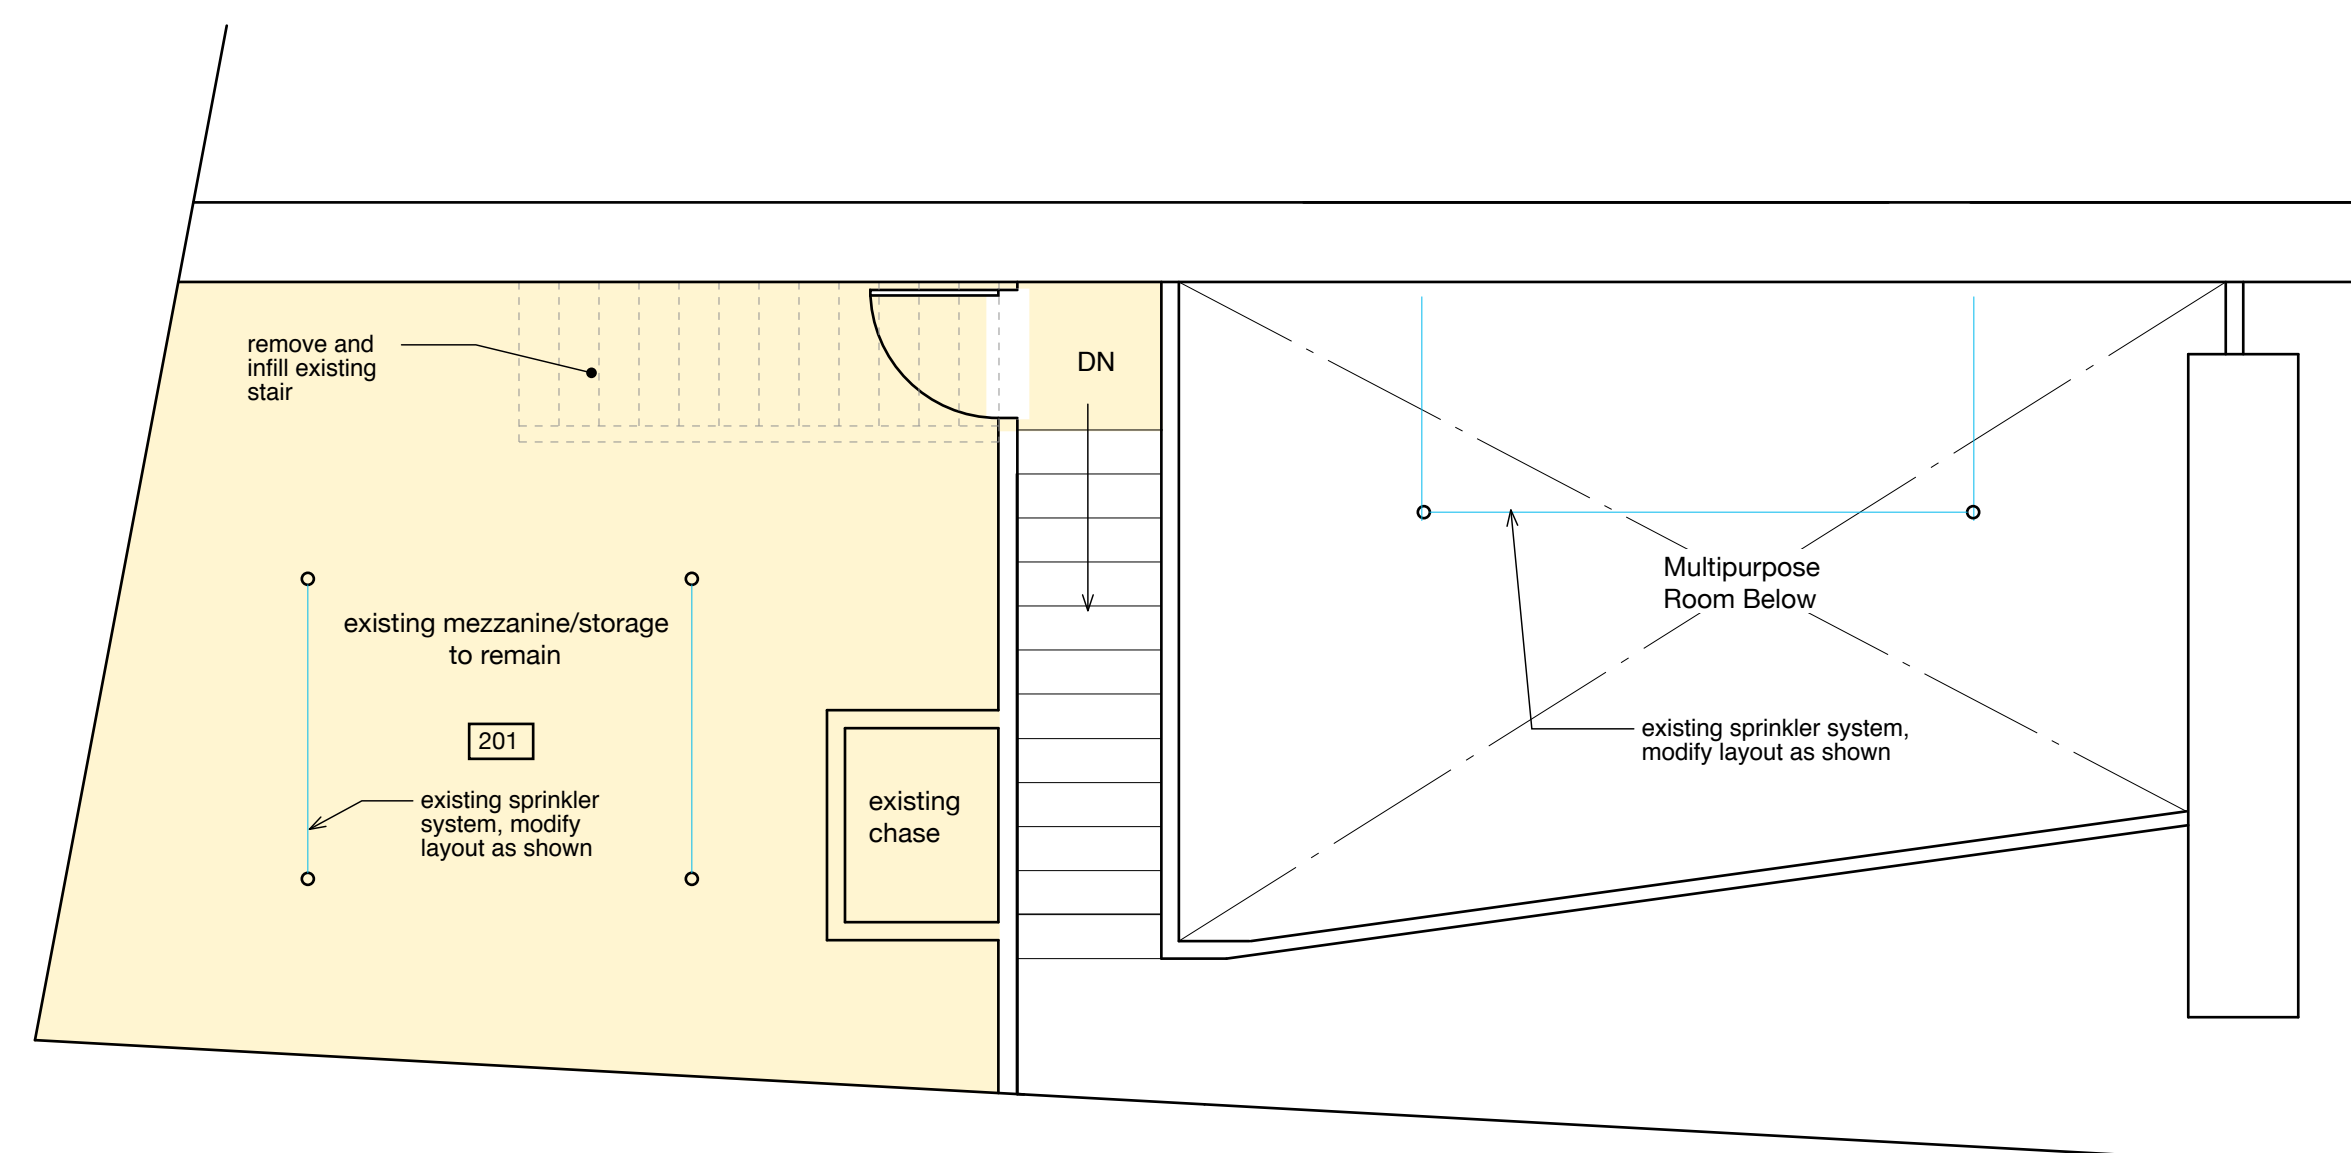 remove and
infill existing
stair
DN
existing mezzanine/storage
to remain
201
existing sprinkler
system, modify
layout as shown
existing
chase
Multipurpose
Room Below
existing sprinkler system,
modify layout as shown